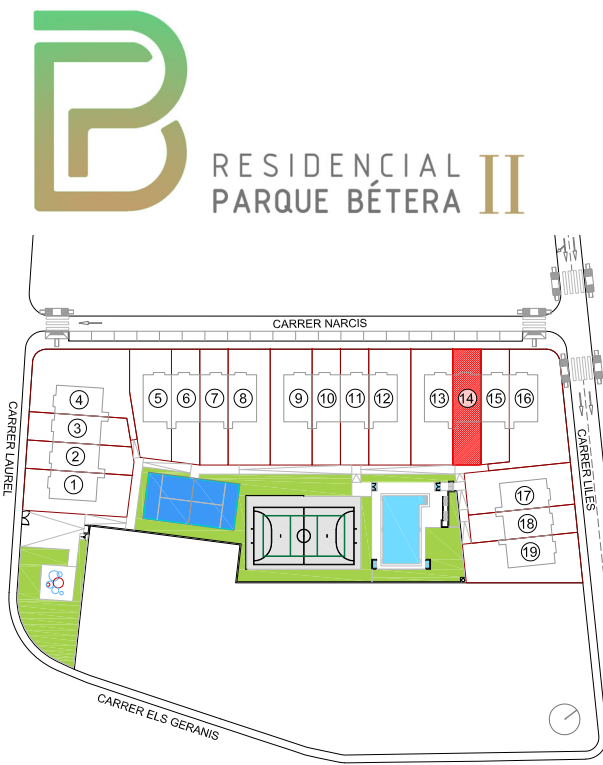 RESIDENCIAL
PARQUE BÉTERA II
CARRER NARCIS
CARRER LAUREL
CARRER LILES
4
3
2
1
5 6 7 8
9 10 11 12
13 14 15 16
17
18
19
CARRER ELS GERANIS